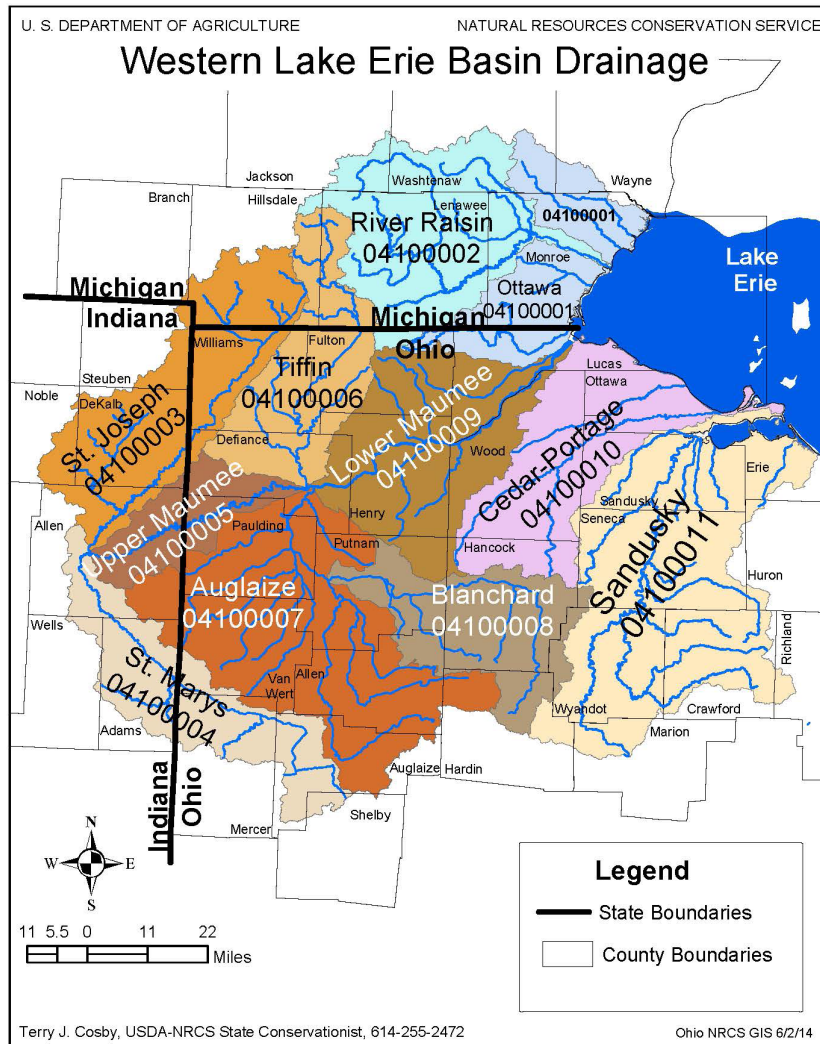 U. S. DEPARTMENT OF AGRICULTURE
NATURAL RESOURCES CONSERVATION SERVICE
Western Lake Erie Basin Drainage
Jackson
Washtenaw
Wayne
Branch
Hillsdale
Lenawee
04100001
River Raisin
04100002
Monroe
Lake
Erie
Ottawa
04100001
Michigan
Indiana
Michigan
Ohio
Williams
Fulton
Lucas
Tiffin
04100006
Steuben
Ottawa
Noble
DeKalb
St. Joseph
04100003
Lower Maumee
04100009
Cedar-Portage
04100010
Defiance
Wood
Erie
Sandusky
Seneca
Upper Maumee
04100005
Allen
Henry
Paulding
Putnam
Hancock
Sandusky
04100011
Huron
Auglaize
04100007
Blanchard
04100008
Wells
Richland
St. Marys
04100004
Van
Wert
Allen
Wyandot
Crawford
Adams
Marion
Auglaize
Hardin
Indiana
Ohio
Shelby
Mercer
N
W
E
S
11 5.5 0 11 22
Miles
Legend
State Boundaries
County Boundaries
Terry J. Cosby, USDA-NRCS State Conservationist, 614-255-2472
Ohio NRCS GIS 6/2/14